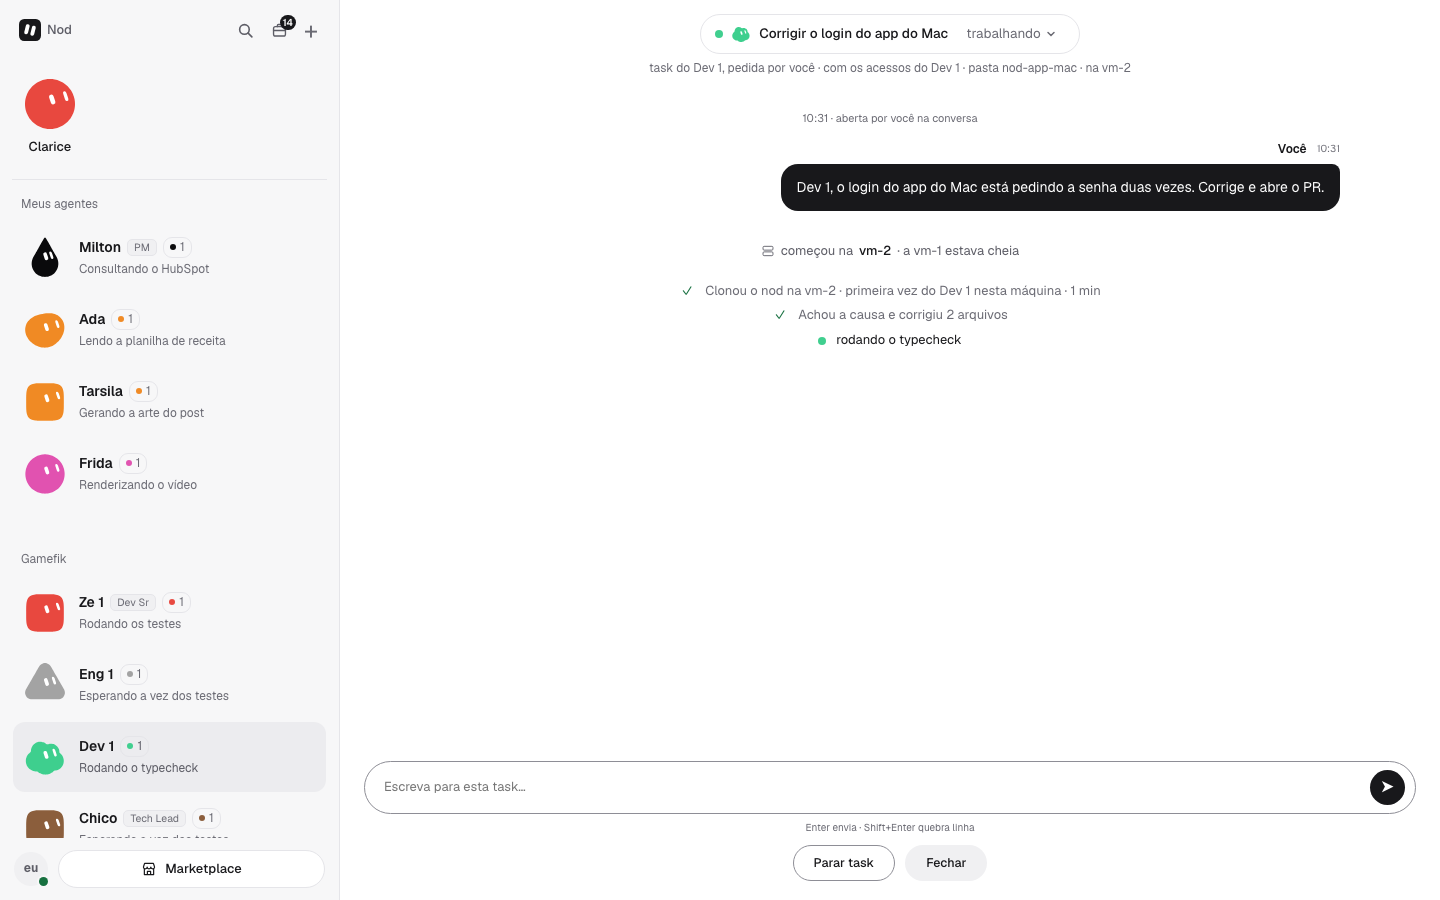 Nod
14
Clarice
Meus agentes
Milton PM 1
Consultando o HubSpot
Ada 1
Lendo a planilha de receita
Tarsila 1
Gerando a arte do post
Frida 1
Renderizando o vídeo
Gamefik
Ze 1 Dev Sr 1
Rodando os testes
Eng 1 1
Esperando a vez dos testes
Dev 1 1
Rodando o typecheck
Chico Tech Lead 1
eu
Marketplace
Corrigir o login do app do Mac trabalhando
task do Dev 1, pedida por você · com os acessos do Dev 1 · pasta nod-app-mac · na vm-2
10:31 · aberta por você na conversa
Você 10:31
Dev 1, o login do app do Mac está pedindo a senha duas vezes. Corrige e abre o PR.
começou na vm-2 · a vm-1 estava cheia
Clonou o nod na vm-2 · primeira vez do Dev 1 nesta máquina · 1 min
Achou a causa e corrigiu 2 arquivos
rodando o typecheck
Escreva para esta task...
Enter envia · Shift+Enter quebra linha
Parar task
Fechar